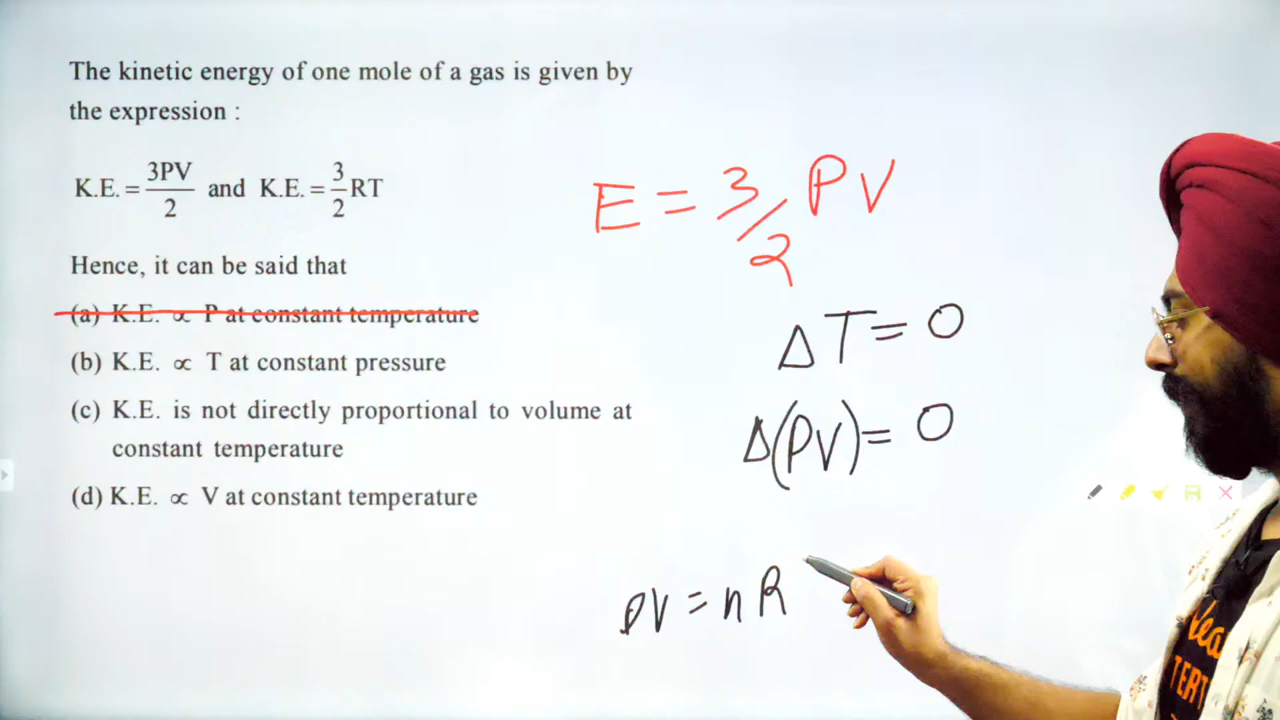 The kinetic energy of one mole of a gas is given by
the expression :
K.E. = 3PV/2 and K.E. = 3/2 RT
Hence, it can be said that
(a) K.E. ∝ P at constant temperature
(b) K.E. ∝ T at constant pressure
(c) K.E. is not directly proportional to volume at
constant temperature
(d) K.E. ∝ V at constant temperature
E = 3/2 PV
ΔT = 0
Δ(PV) = 0
PV = nR
TERT